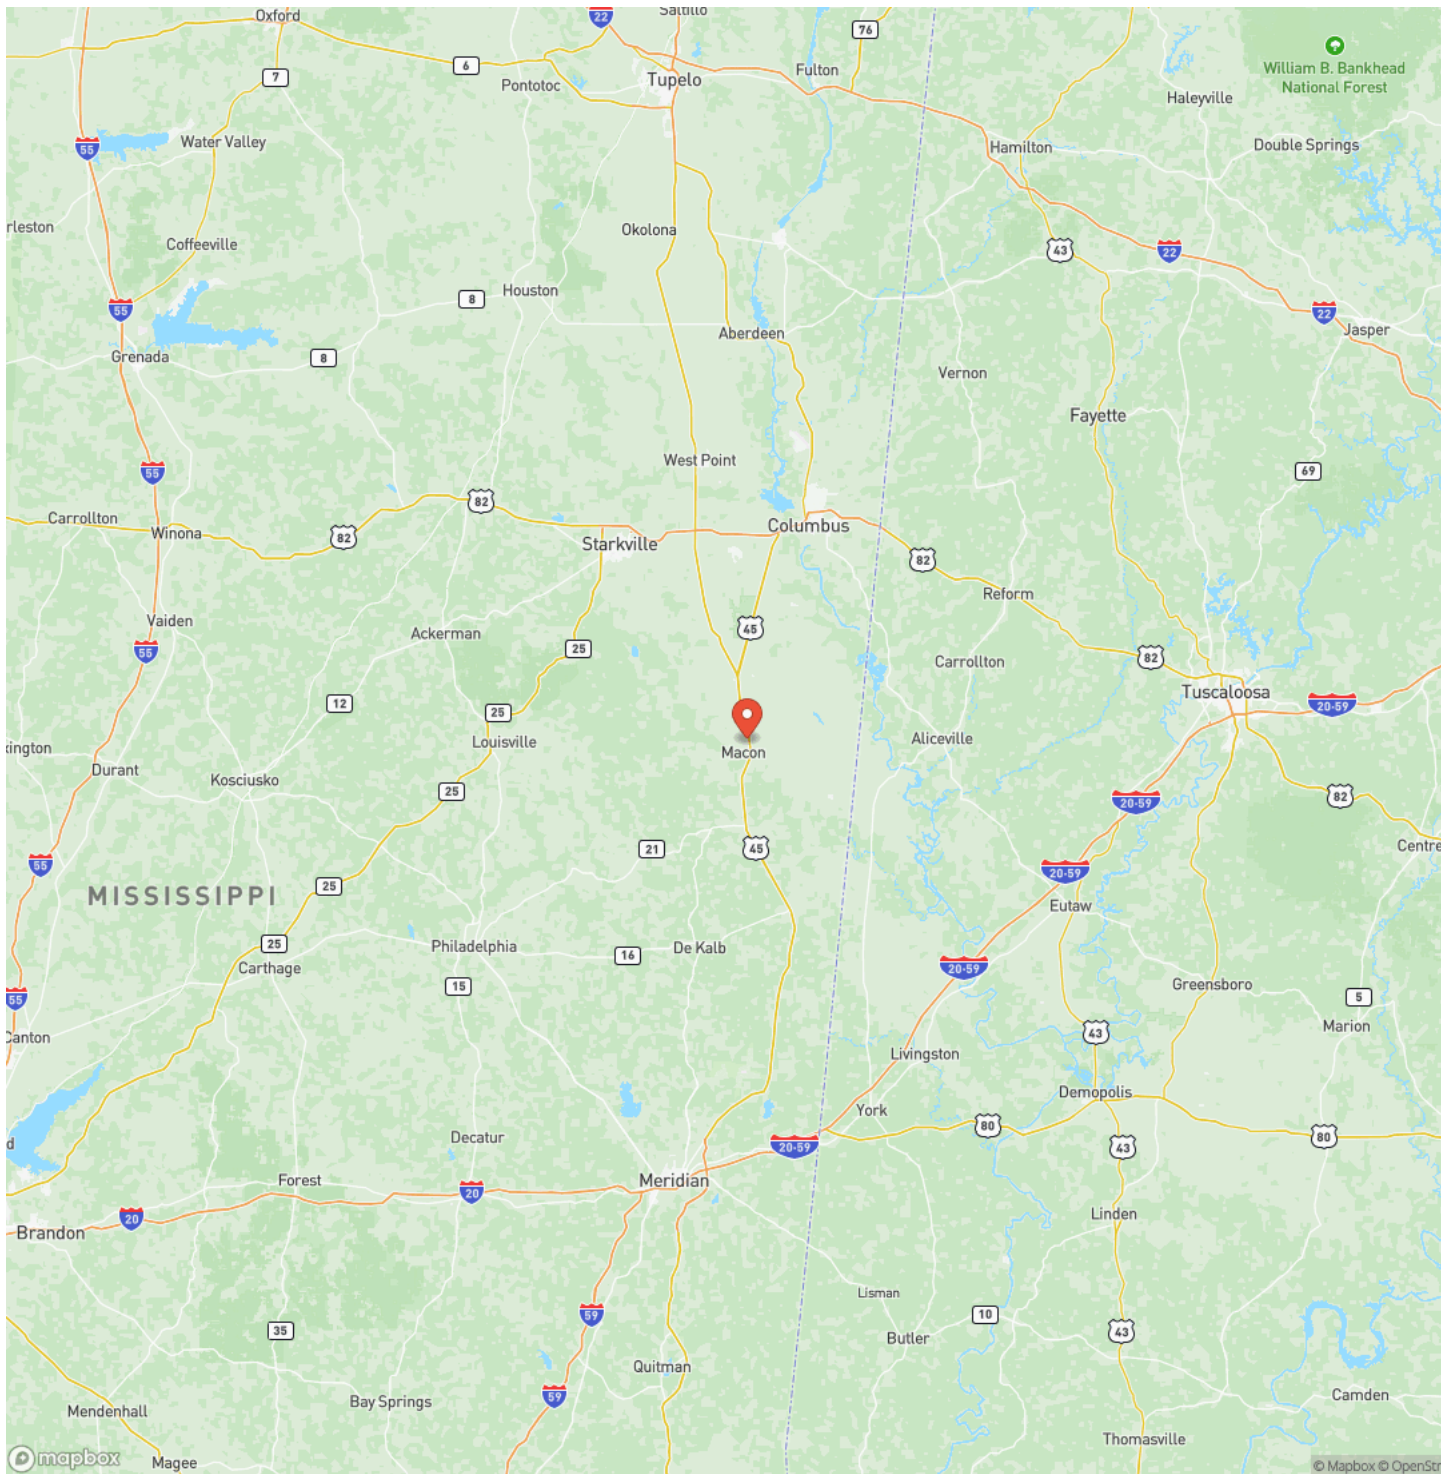 Oxford
22
Saltillo
76
7
6
Tupelo
Fulton
William B. Bankhead
National Forest
Pontotoc
Haleyville
55
Water Valley
Hamilton
Double Springs
rleston
Okolona
Coffeeville
43
22
Houston
8
55
22
Aberdeen
Jasper
Grenada
8
Vernon
Fayette
West Point
55
69
82
Carrollton
Winona
82
Columbus
Starkville
82
Reform
Vaiden
45
Ackerman
55
25
82
Carrollton
Tuscaloosa
12
25
20-59
Louisville
Aliceville
xington
Macon
Durant
Kosciusko
25
20-59
82
21
45
Centre
55
20-59
MISSISSIPPI
25
Eutaw
25
Philadelphia
De Kalb
16
Carthage
20-59
15
Greensboro
55
5
Marion
Canton
43
Livingston
Demopolis
York
80
d
Decatur
20-59
43
80
Forest
Meridian
20
20
Linden
Brandon
Lisman
59
10
35
Butler
43
Quitman
59
Bay Springs
Camden
Mendenhall
Thomasville
mapbox
Magee
© Mapbox © OpenStr